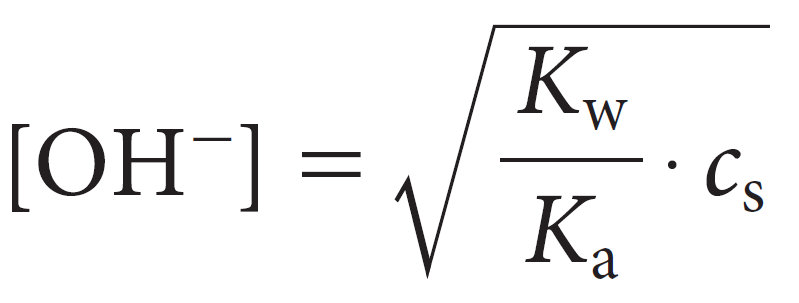 [OH⁻] = √(K_w / K_a · c_s)